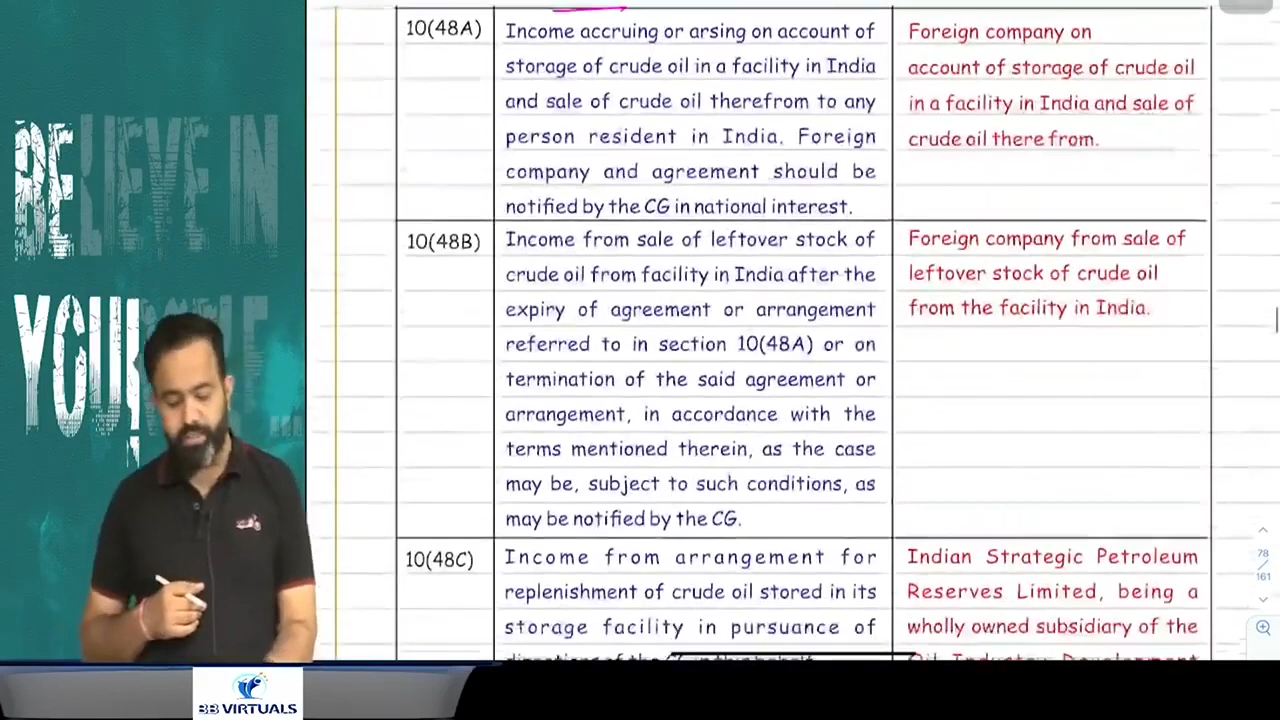 BELIEVE IN
YOURSELF...
10(48A)
Income accruing or arsing on account of
storage of crude oil in a facility in India
and sale of crude oil therefrom to any
person resident in India. Foreign
company and agreement should be
notified by the CG in national interest.
Foreign company on
account of storage of crude oil
in a facility in India and sale of
crude oil there from.
10(48B)
Income from sale of leftover stock of
crude oil from facility in India after the
expiry of agreement or arrangement
referred to in section 10(48A) or on
termination of the said agreement or
arrangement, in accordance with the
terms mentioned therein, as the case
may be, subject to such conditions, as
may be notified by the CG.
Foreign company from sale of
leftover stock of crude oil
from the facility in India.
10(48C)
Income from arrangement for
replenishment of crude oil stored in its
storage facility in pursuance of
Indian Strategic Petroleum
Reserves Limited, being a
wholly owned subsidiary of the
Oil Industry Development
78
/
161
BB VIRTUALS